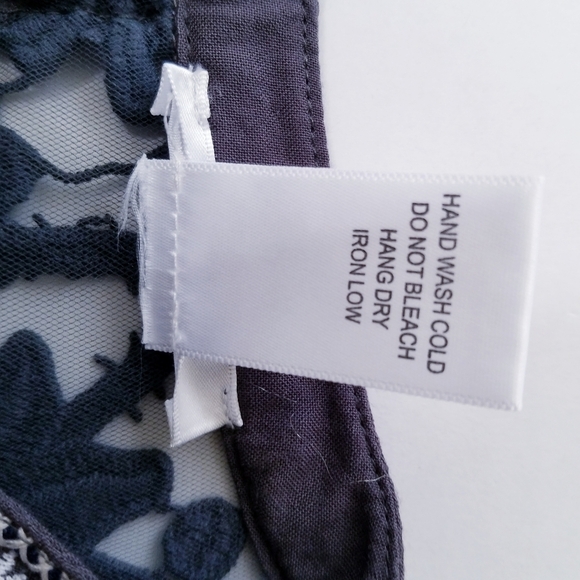 HAND WASH COLD
DO NOT BLEACH
HANG DRY
IRON LOW